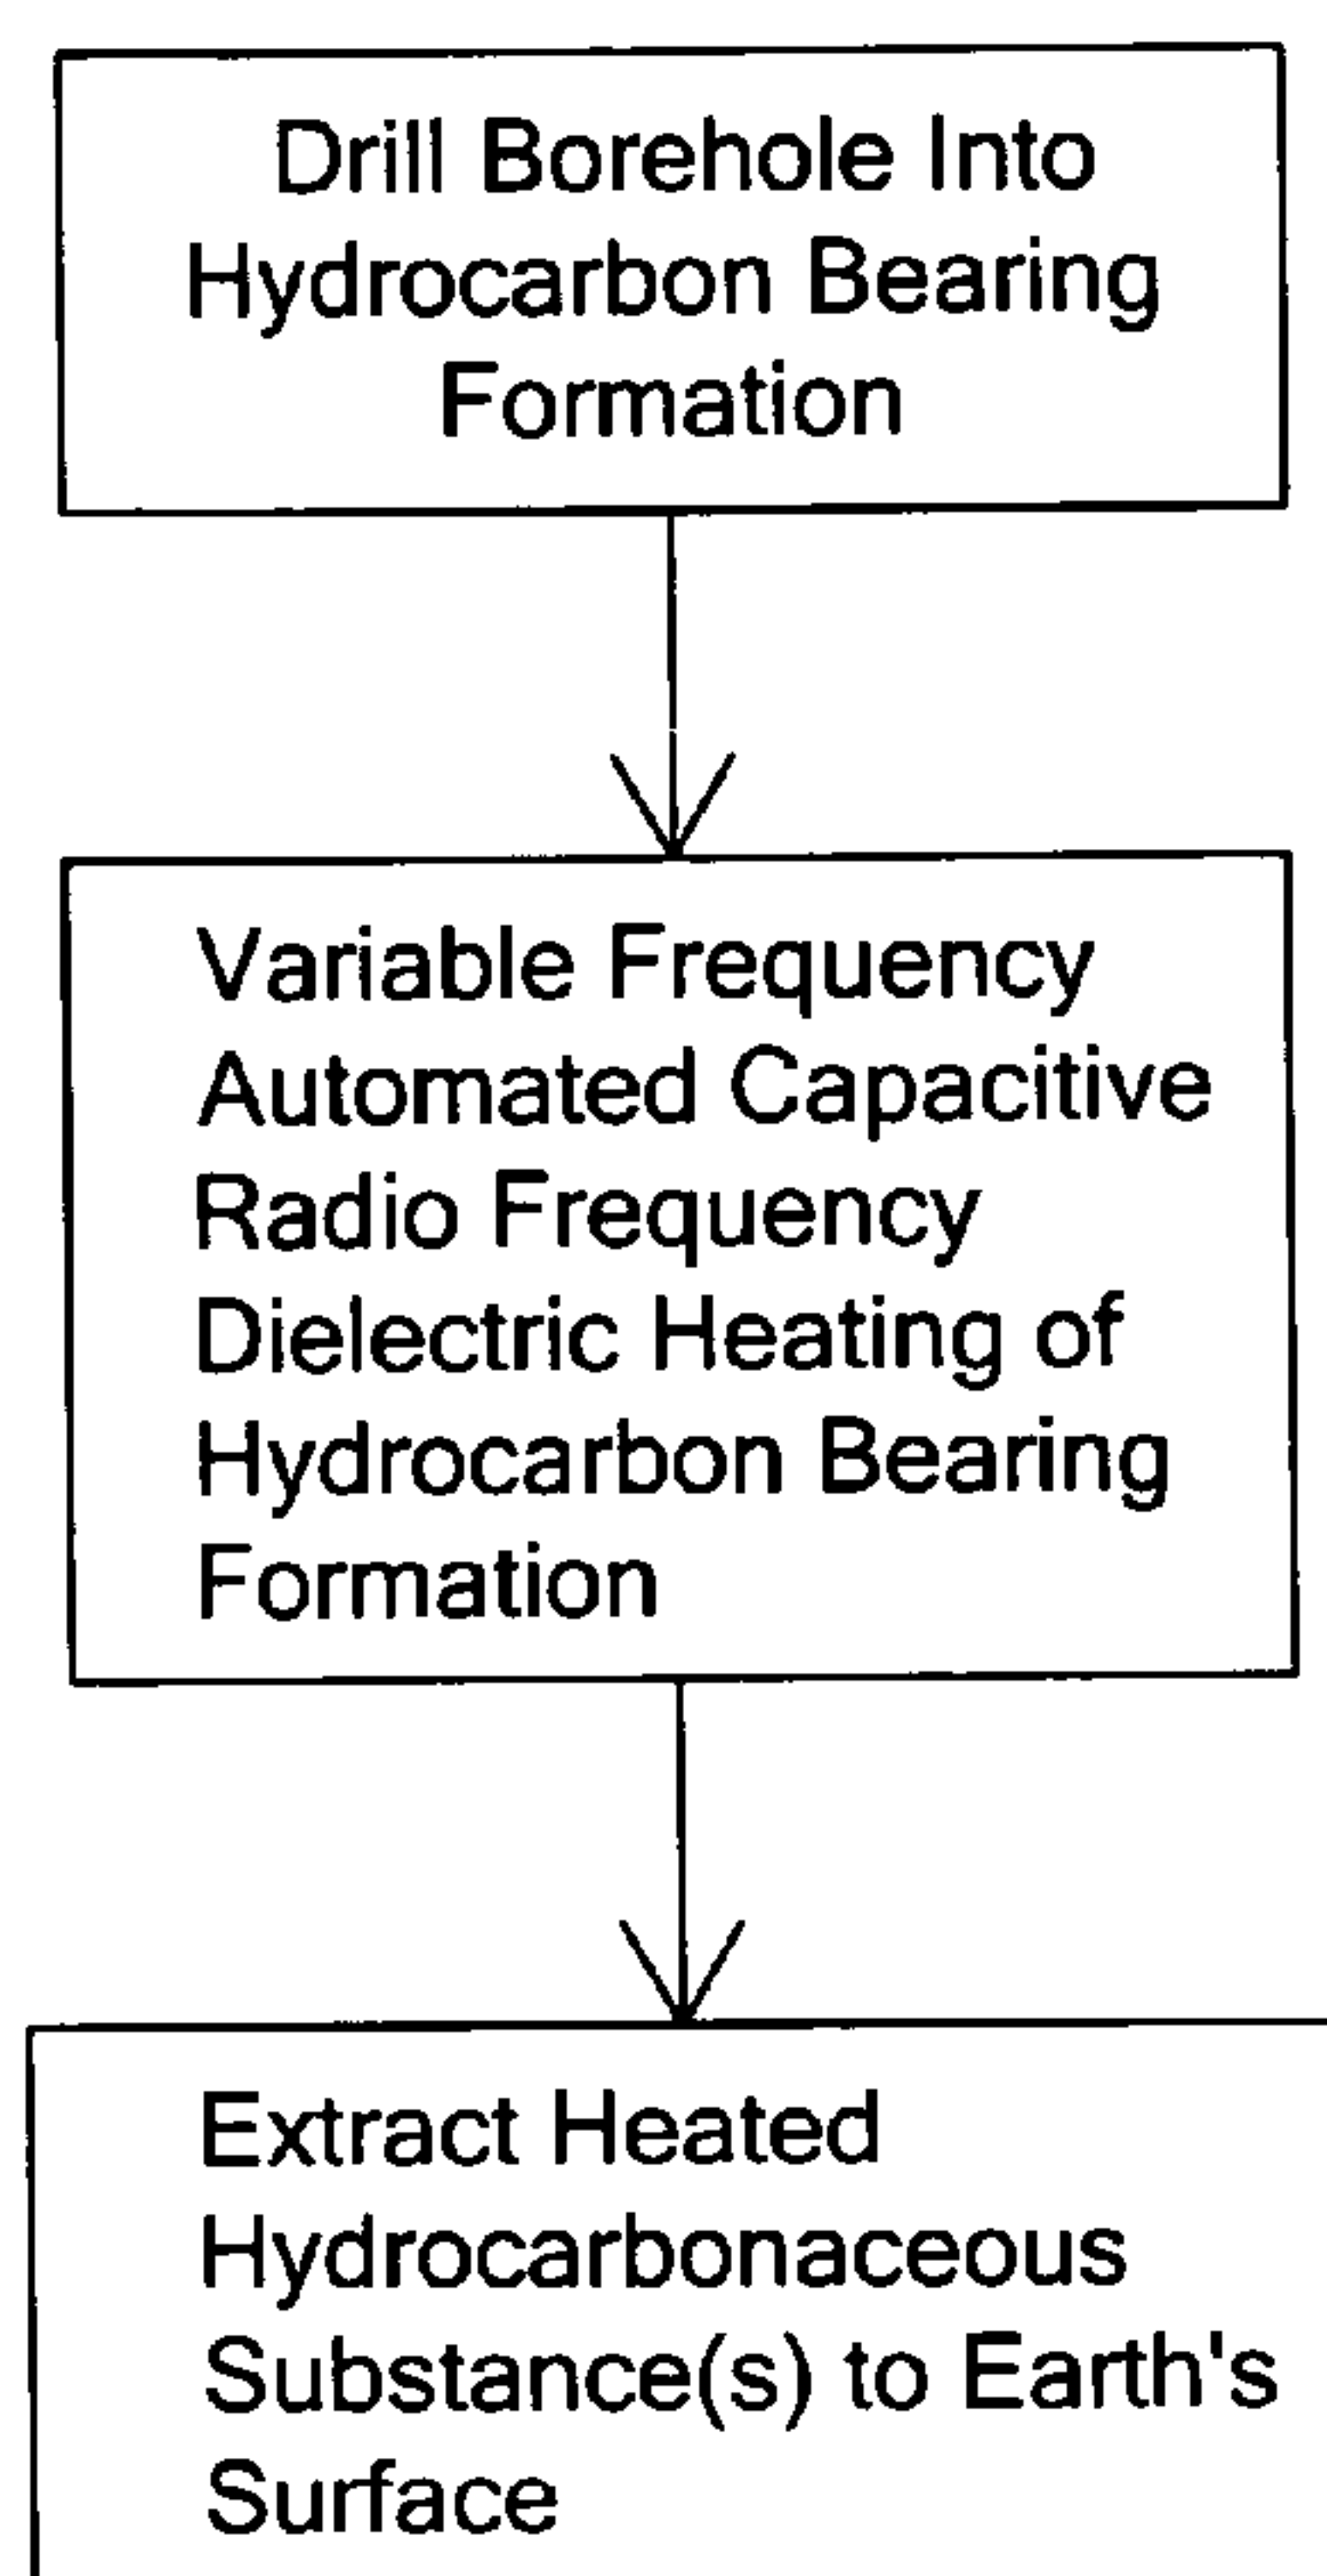 Drill Borehole Into
Hydrocarbon Bearing
Formation
Variable Frequency
Automated Capacitive
Radio Frequency
Dielectric Heating of
Hydrocarbon Bearing
Formation
Extract Heated
Hydrocarbonaceous
Substance(s) to Earth's
Surface